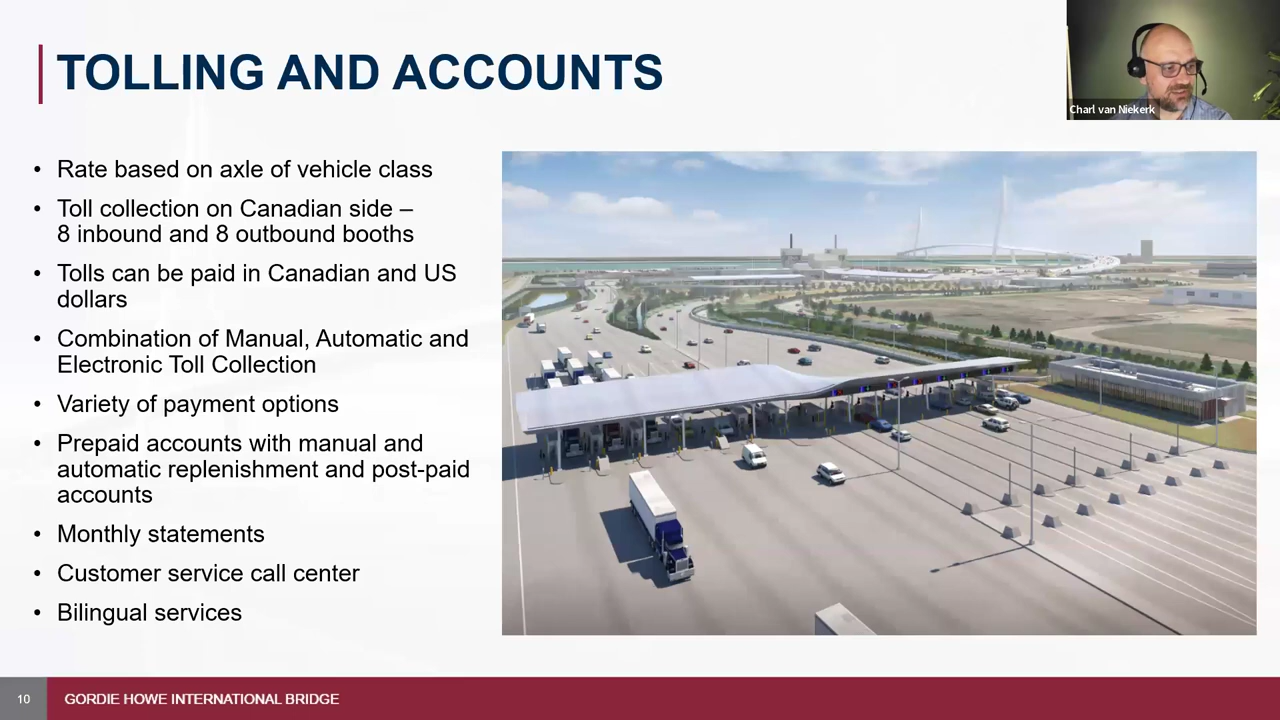 TOLLING AND ACCOUNTS
Charl van Niekerk
• Rate based on axle of vehicle class
• Toll collection on Canadian side –
8 inbound and 8 outbound booths
• Tolls can be paid in Canadian and US
dollars
• Combination of Manual, Automatic and
Electronic Toll Collection
• Variety of payment options
• Prepaid accounts with manual and
automatic replenishment and post-paid
accounts
• Monthly statements
• Customer service call center
• Bilingual services
10
GORDIE HOWE INTERNATIONAL BRIDGE